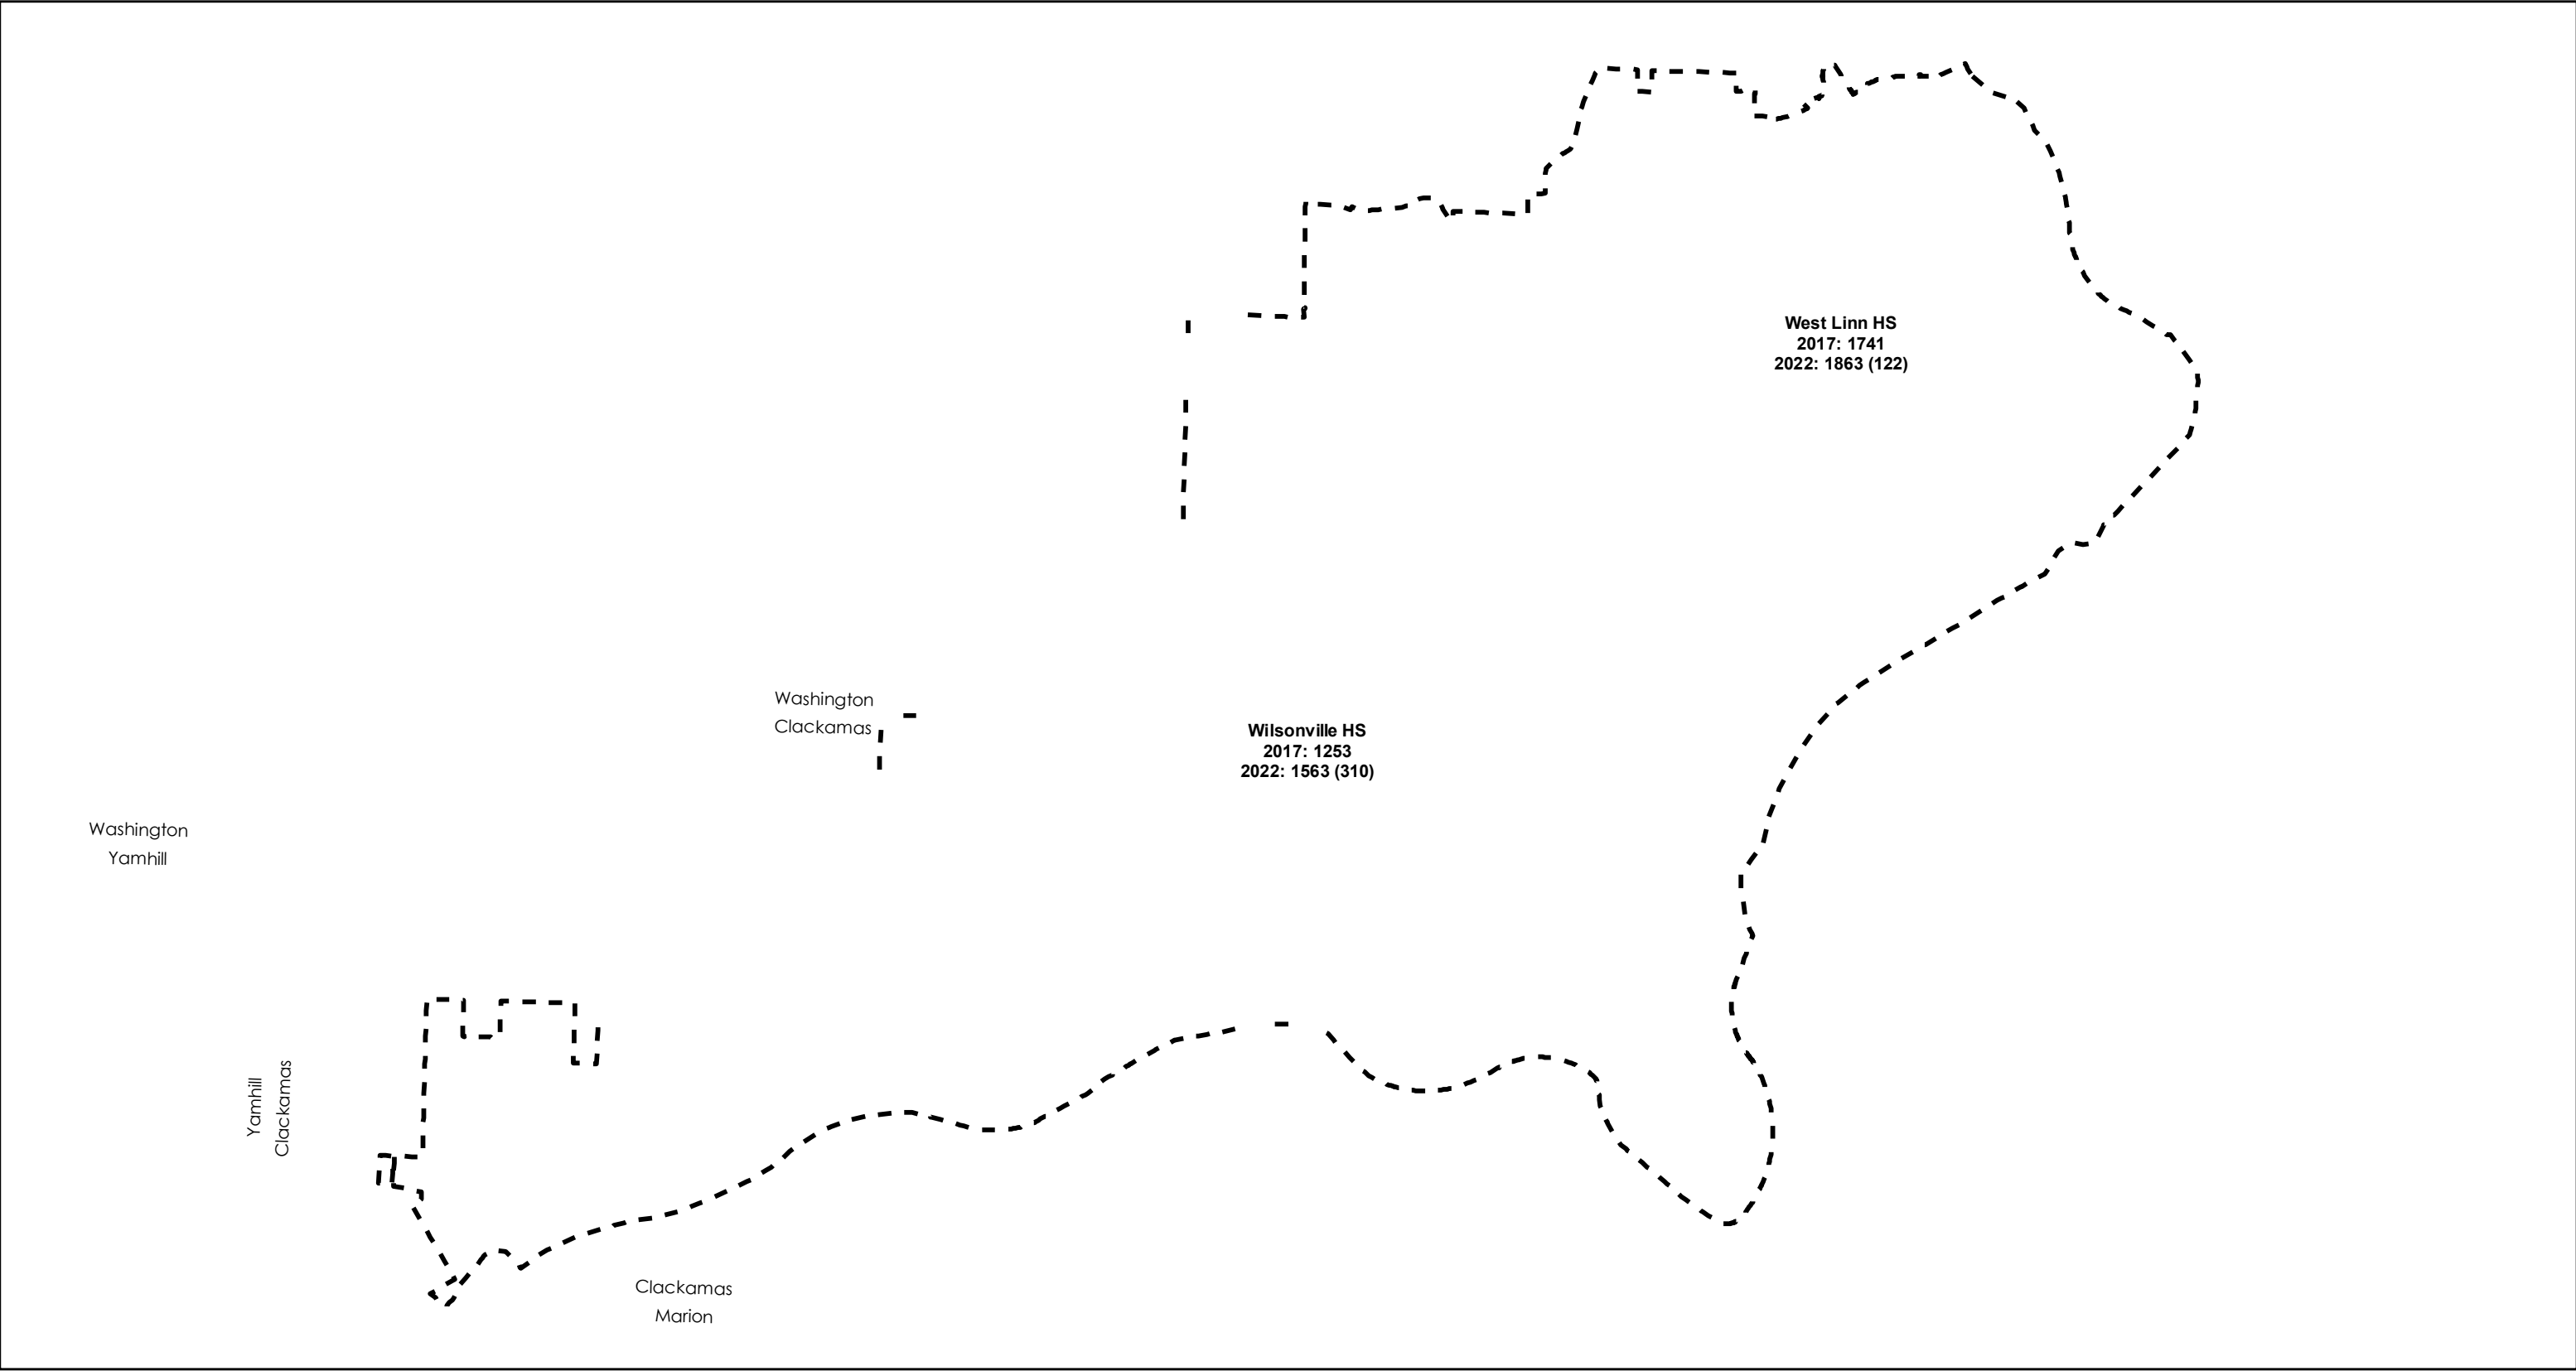 West Linn HS
2017: 1741
2022: 1863 (122)
Washington
Clackamas
Wilsonville HS
2017: 1253
2022: 1563 (310)
Washington
Yamhill
Yamhill
Clackamas
Clackamas
Marion